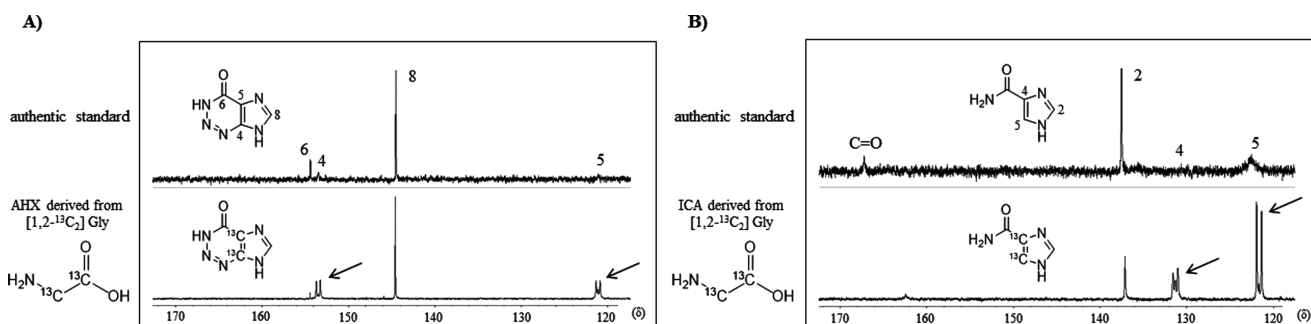 A)
authentic standard
O
6
5
N
HN
8
N
N
4
N
H
6
4
8
5
AHX derived from
[1,2-¹³C₂] Gly
O
H₂N
¹³C
¹³C
OH
O
HN
¹³C
N
N
N
¹³C
N
H
170
160
150
140
130
120
(δ)
B)
authentic standard
C=O
O
H₂N
4
N
2
5
NH
2
4
5
ICA derived from
[1,2-¹³C₂] Gly
O
H₂N
¹³C
¹³C
OH
O
H₂N
¹³C
N
¹³C
NH
170
160
150
140
130
120
(δ)